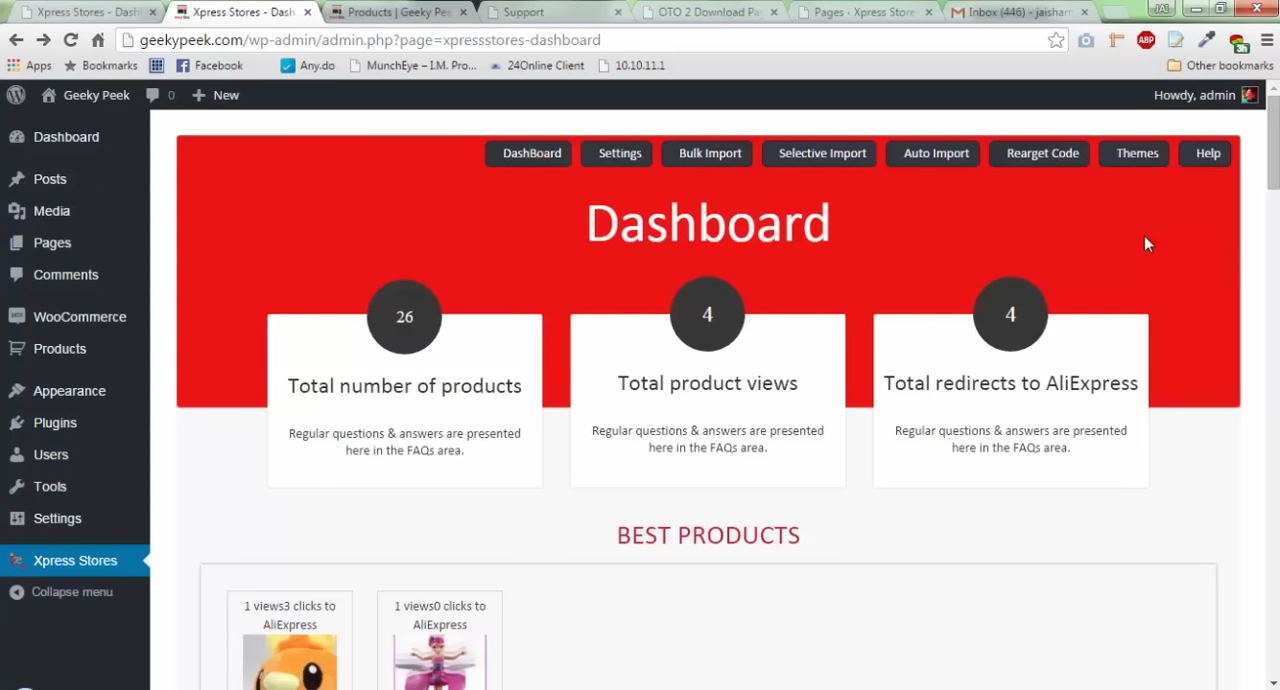 Xpress Stores - Dash
Xpress Stores - Dash
Products | Geeky Pee
Support
OTO 2 Download Pa
Pages ‹ Xpress Store
Inbox (446) - jaisharm
geekypeek.com/wp-admin/admin.php?page=xpressstores-dashboard
ABP
3h
Apps
Bookmarks
Facebook
Any.do
MunchEye – I.M. Pro...
24Online Client
10.10.11.1
Other bookmarks
Geeky Peek
0
New
Howdy, admin
Dashboard
Posts
Media
Pages
Comments
WooCommerce
Products
Appearance
Plugins
Users
Tools
Settings
Xpress Stores
Collapse menu
DashBoard
Settings
Bulk Import
Selective Import
Auto Import
Rearget Code
Themes
Help
Dashboard
26
Total number of products
Regular questions & answers are presented
here in the FAQs area.
4
Total product views
Regular questions & answers are presented
here in the FAQs area.
4
Total redirects to AliExpress
Regular questions & answers are presented
here in the FAQs area.
BEST PRODUCTS
1 views3 clicks to
AliExpress
1 views0 clicks to
AliExpress